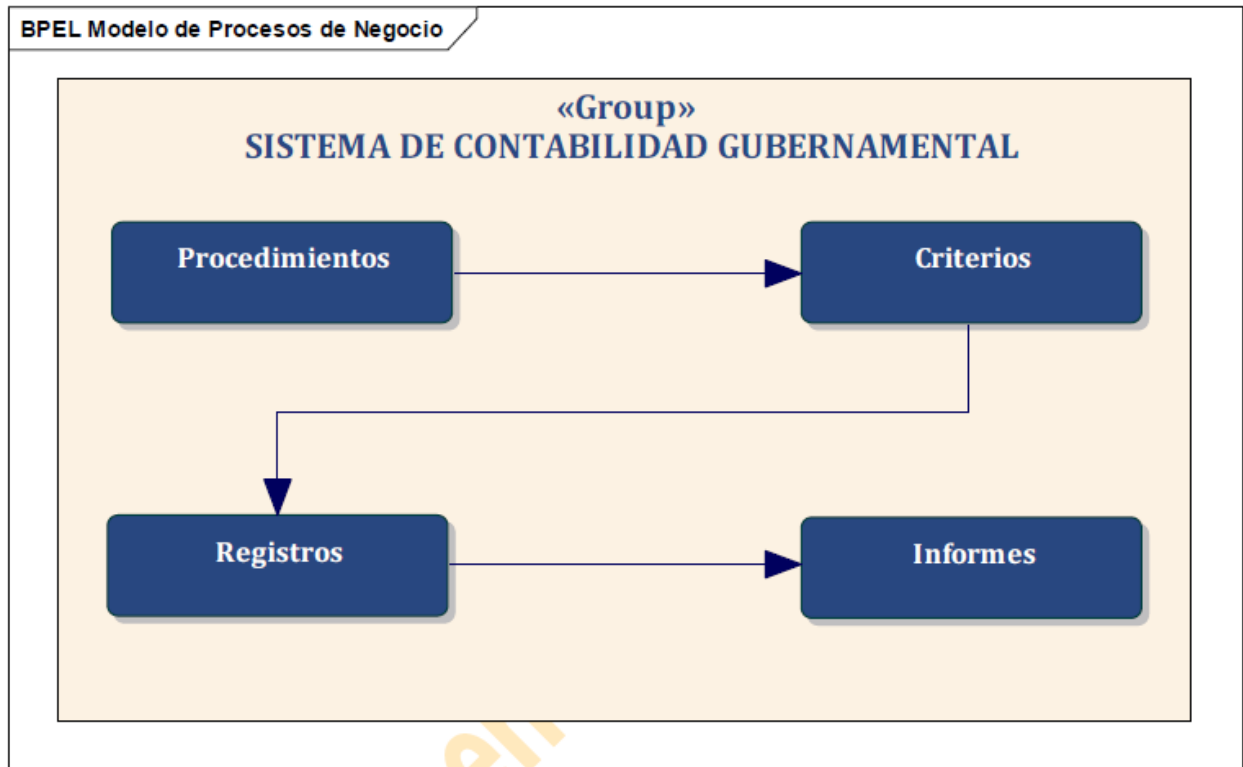 BPEL Modelo de Procesos de Negocio
«Group»
SISTEMA DE CONTABILIDAD GUBERNAMENTAL
Procedimientos
Criterios
Registros
Informes